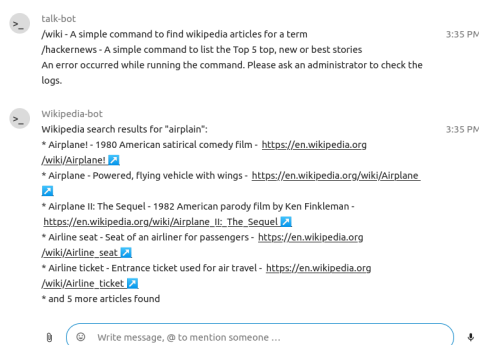 talk-bot
/wiki - A simple command to find wikipedia articles for a term 3:35 PM
/hackernews - A simple command to list the Top 5 top, new or best stories
An error occurred while running the command. Please ask an administrator to check the
logs.
Wikipedia-bot
Wikipedia search results for "airplain": 3:35 PM
* Airplane! - 1980 American satirical comedy film - https://en.wikipedia.org
/wiki/Airplane!
* Airplane - Powered, flying vehicle with wings - https://en.wikipedia.org/wiki/Airplane
* Airplane II: The Sequel - 1982 American parody film by Ken Finkleman -
https://en.wikipedia.org/wiki/Airplane_II:_The_Sequel
* Airline seat - Seat of an airliner for passengers - https://en.wikipedia.org
/wiki/Airline_seat
* Airline ticket - Entrance ticket used for air travel - https://en.wikipedia.org
/wiki/Airline_ticket
* and 5 more articles found
Write message, @ to mention someone …